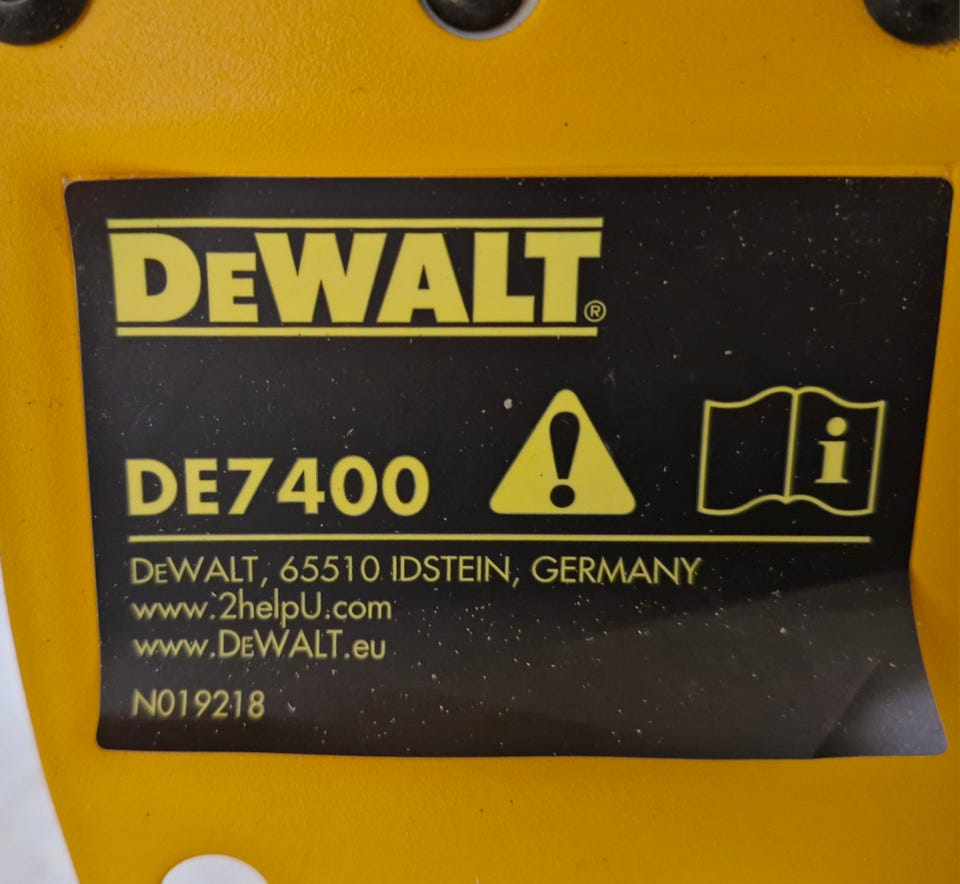 DEWALT®
DE7400
i
DEWALT, 65510 IDSTEIN, GERMANY
www.2helpU.com
www.DEWALT.eu
N019218